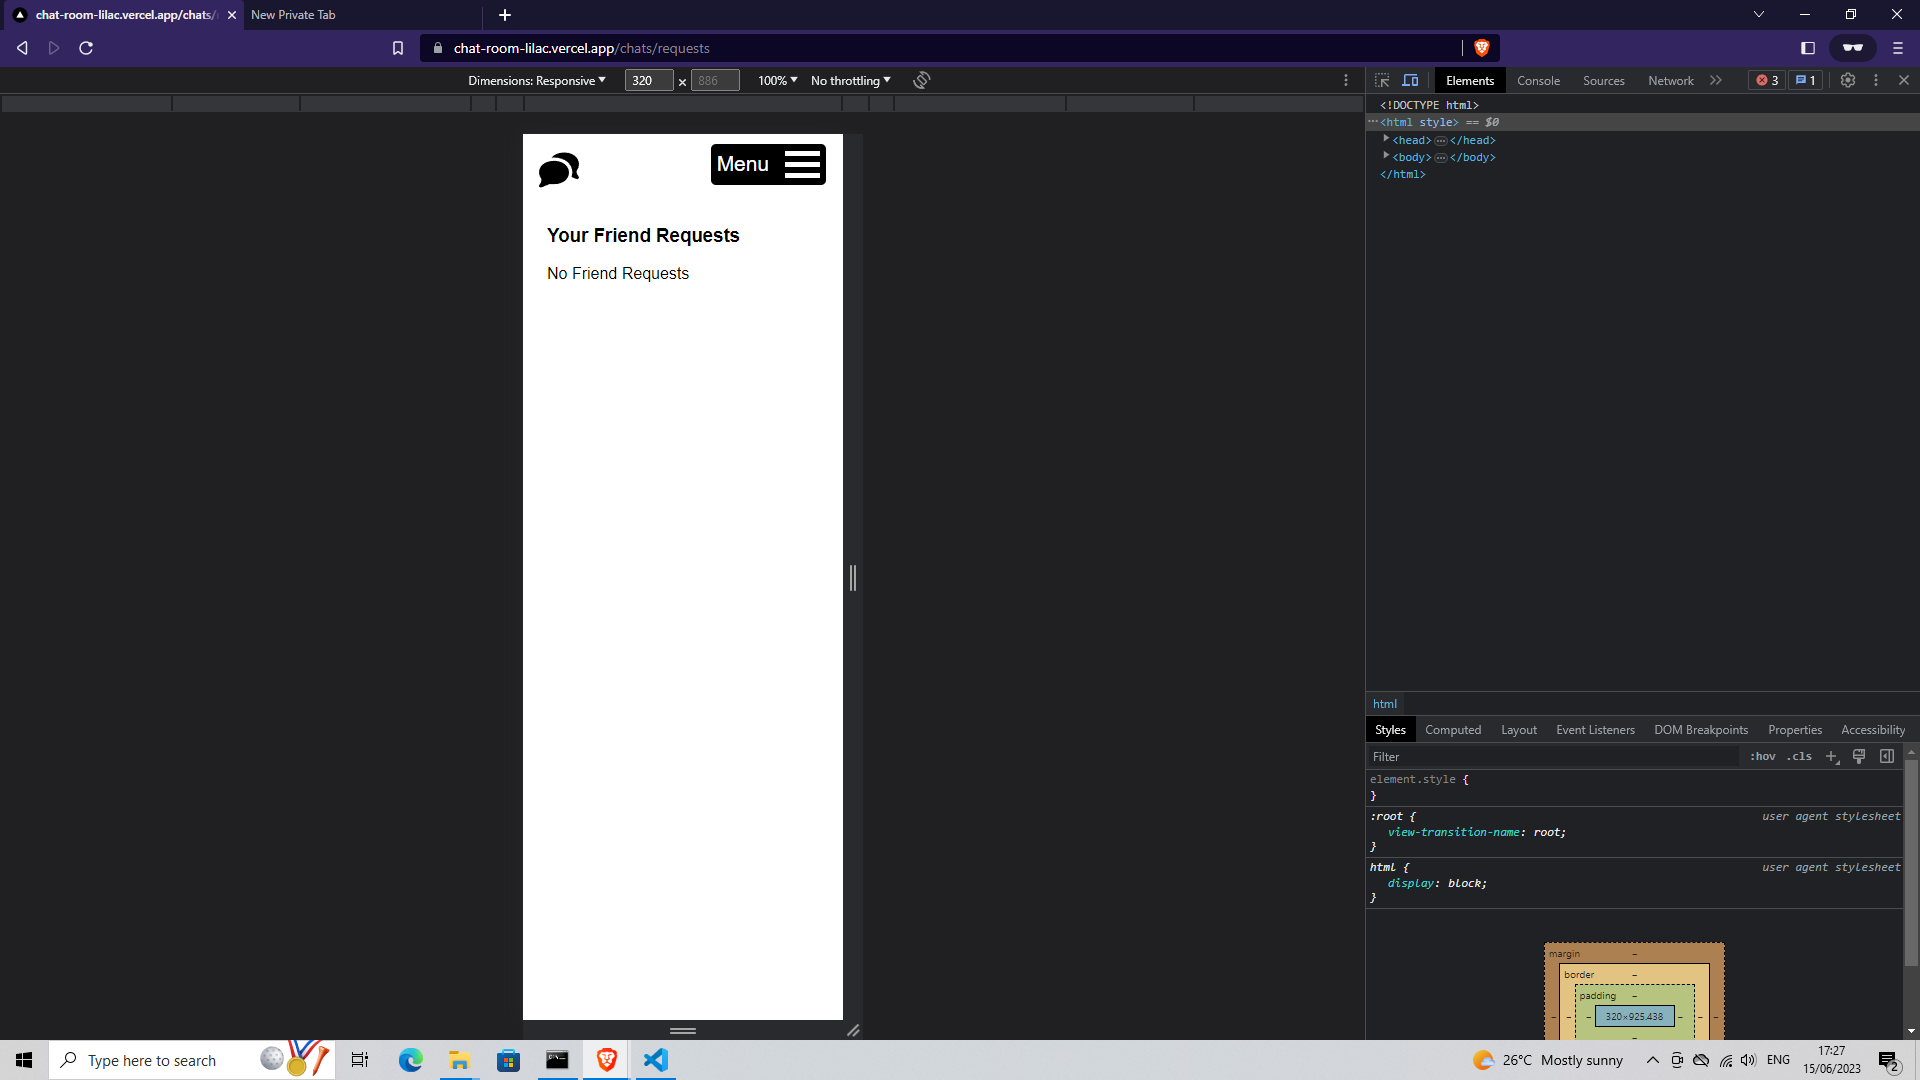 chat-room-lilac.vercel.app/chats/
New Private Tab
chat-room-lilac.vercel.app/chats/requests
Dimensions: Responsive 320 × 886 100% No throttling
Elements Console Sources Network 3 1
<!DOCTYPE html>
<html style> == $0
<head> </head>
<body> </body>
</html>
Menu
Your Friend Requests
No Friend Requests
html
Styles Computed Layout Event Listeners DOM Breakpoints Properties Accessibility
Filter :hov .cls
element.style {
}
:root { user agent stylesheet
view-transition-name: root;
}
html { user agent stylesheet
display: block;
}
margin –
border –
padding –
– – – 320×925.438 – – –
–
Type here to search
26°C Mostly sunny
ENG
17:27
15/06/2023
2